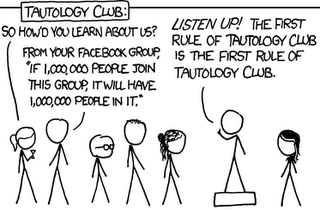 TAUTOLOGY CLUB:
SO HOW'D YOU LEARN ABOUT US?
FROM YOUR FACEBOOK GROUP,
"IF 1,000,000 PEOPLE JOIN
THIS GROUP, IT WILL HAVE
1,000,000 PEOPLE IN IT."
LISTEN UP! THE FIRST
RULE OF TAUTOLOGY CLUB
IS THE FIRST RULE OF
TAUTOLOGY CLUB.